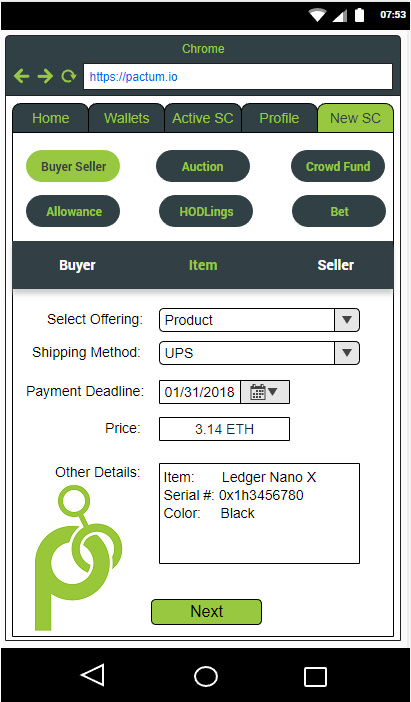 07:53
Chrome
https://pactum.io
Home Wallets Active SC Profile New SC
Buyer Seller Auction Crowd Fund
Allowance HODLings Bet
Buyer Item Seller
Select Offering: Product
Shipping Method: UPS
Payment Deadline: 01/31/2018
Price: 3.14 ETH
Other Details: Item: Ledger Nano X
Serial #: 0x1h3456780
Color: Black
Next